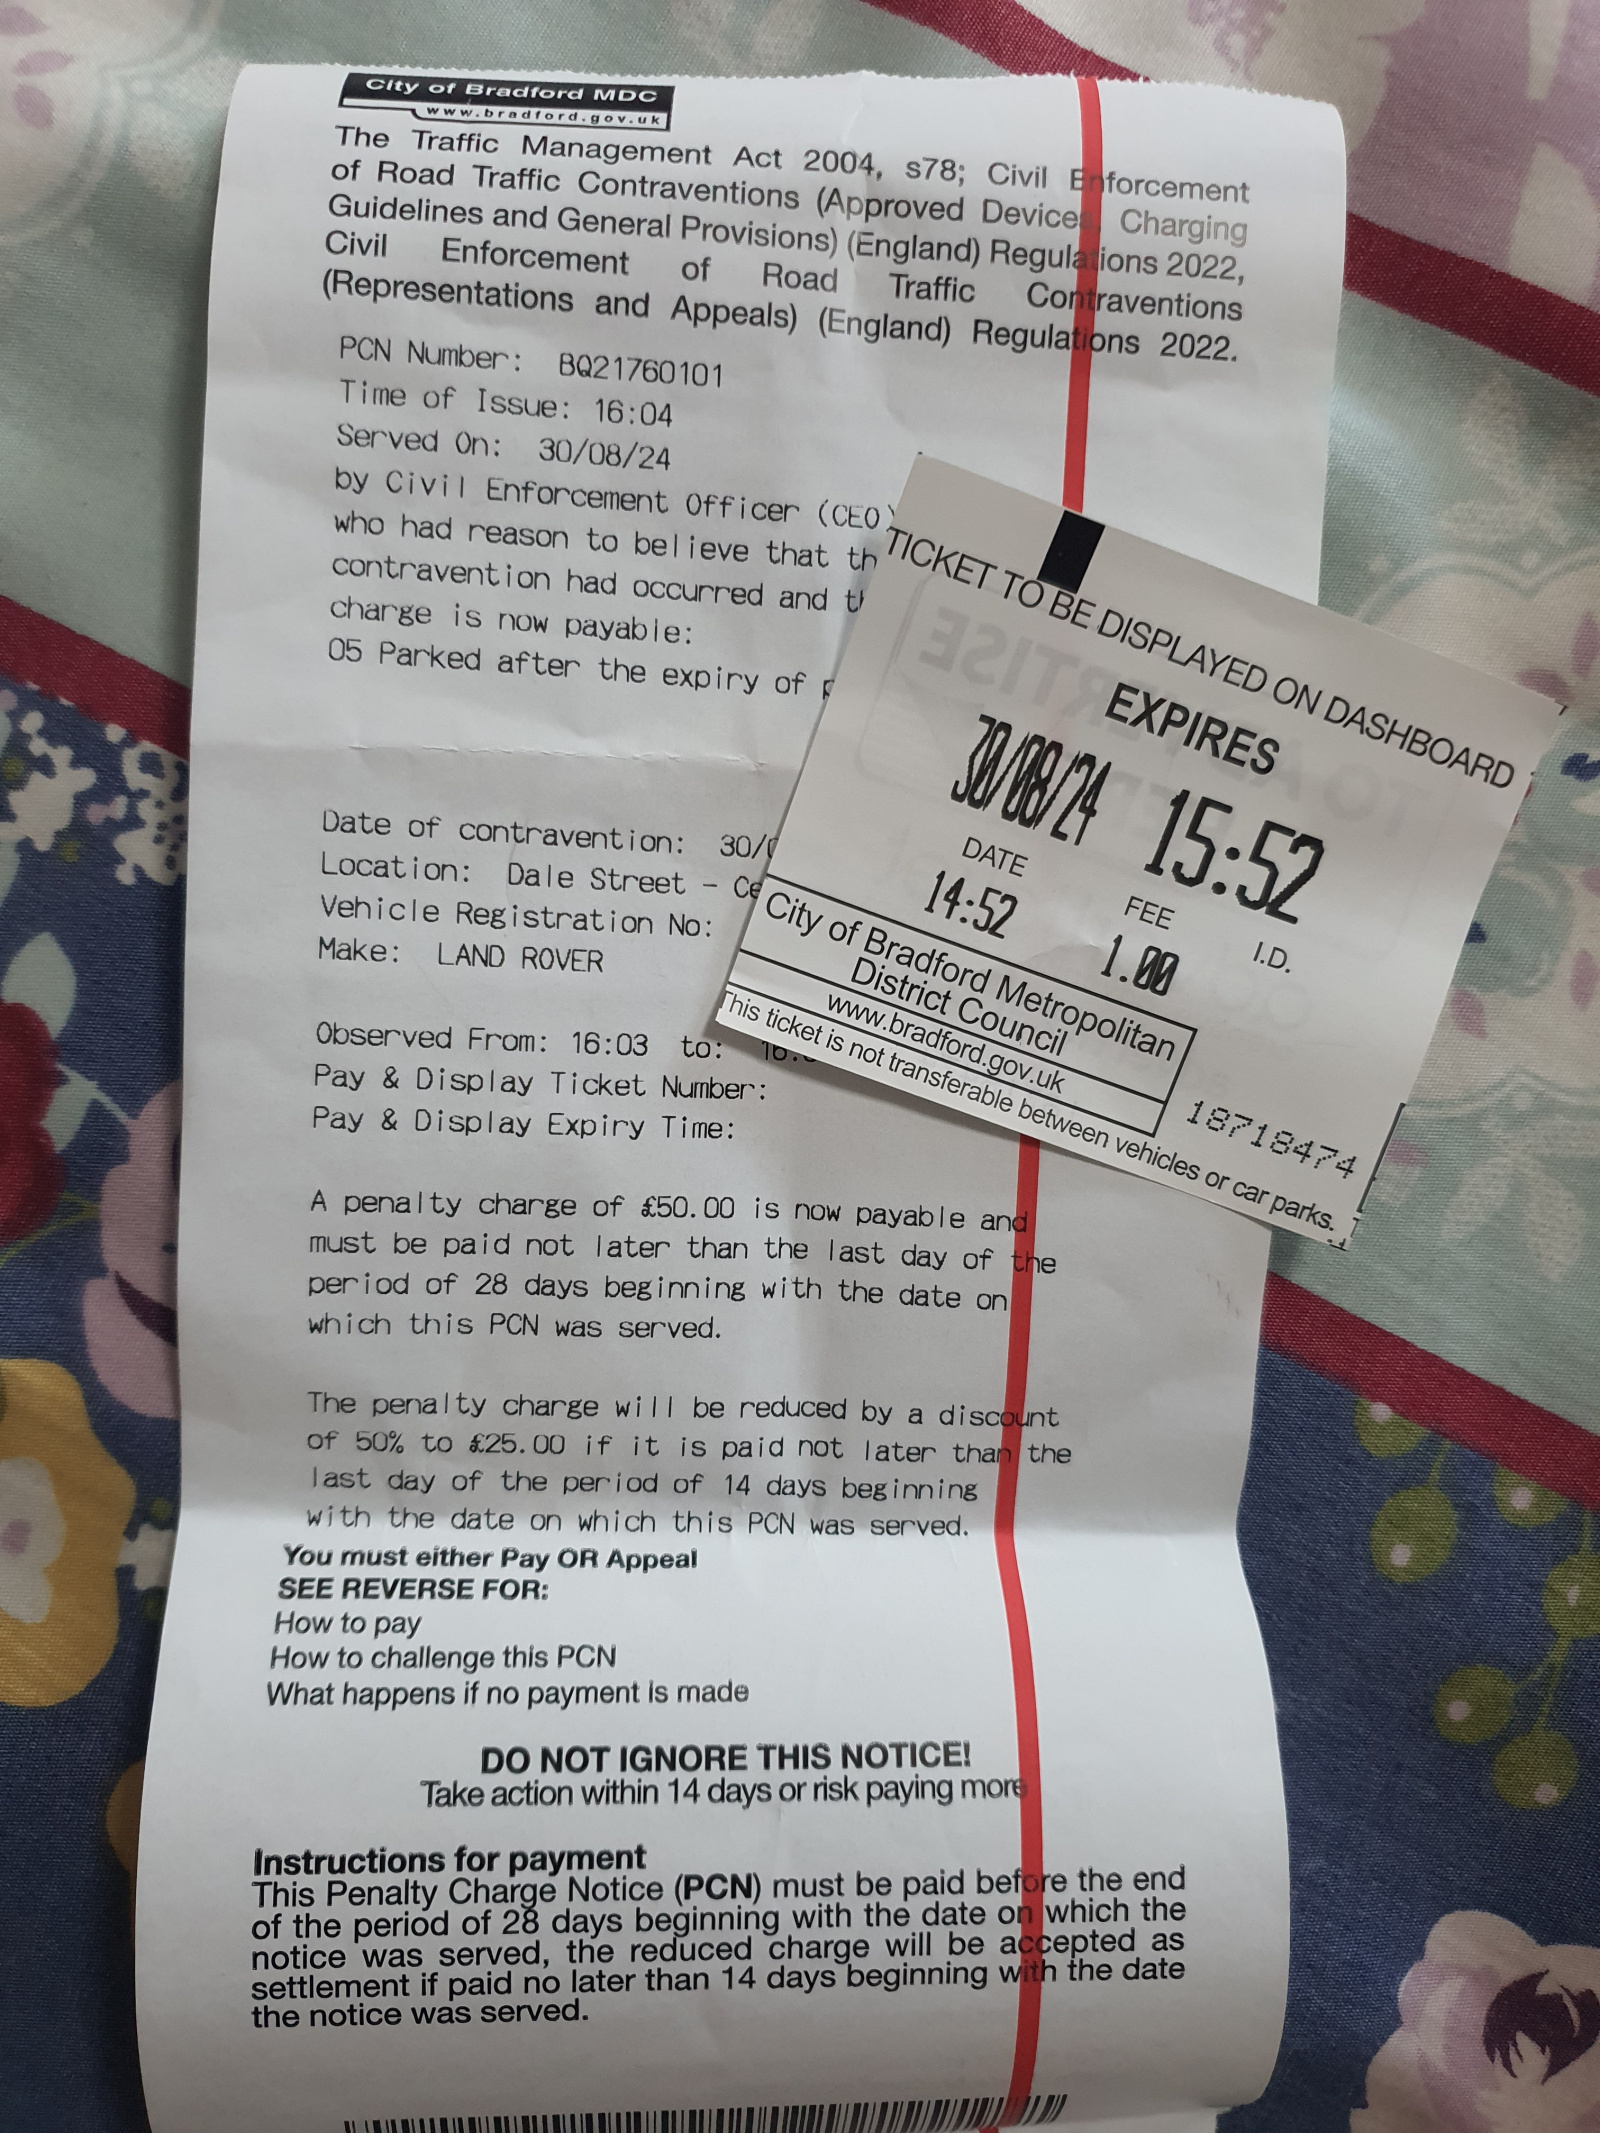 City of Bradford MDC
www.bradford.gov.uk
The Traffic Management Act 2004, s78; Civil Enforcement
of Road Traffic Contraventions (Approved Devices, Charging
Guidelines and General Provisions) (England) Regulations 2022,
Civil Enforcement of Road Traffic Contraventions
(Representations and Appeals) (England) Regulations 2022.
PCN Number: BQ21760101
Time of Issue: 16:04
Served On: 30/08/24
by Civil Enforcement Officer (CEO)
who had reason to believe that
contravention had occurred and
charge is now payable:
05 Parked after the expiry of
Date of contravention:
Location: Dale Street -
Vehicle Registration No:
Make: LAND ROVER
Observed From: 16:03 to:
Pay & Display Ticket Number:
Pay & Display Expiry Time:
A penalty charge of £50.00 is now payable and
must be paid not later than the last day of the
period of 28 days beginning with the date on
which this PCN was served.
The penalty charge will be reduced by a discount
of 50% to £25.00 if it is paid not later than the
last day of the period of 14 days beginning
with the date on which this PCN was served.
You must either Pay OR Appeal
SEE REVERSE FOR:
How to pay
How to challenge this PCN
What happens if no payment is made
DO NOT IGNORE THIS NOTICE!
Take action within 14 days or risk paying more
Instructions for payment
This Penalty Charge Notice (PCN) must be paid before the end
of the period of 28 days beginning with the date on which the
notice was served, the reduced charge will be accepted as
settlement if paid no later than 14 days beginning with the date
the notice was served.
TICKET TO BE DISPLAYED ON DASHBOARD
EXPIRES
30/08/24 15:52
DATE FEE I.D.
14:52 1.00
City of Bradford Metropolitan
District Council
www.bradford.gov.uk
18718474
This ticket is not transferable between vehicles or car parks.